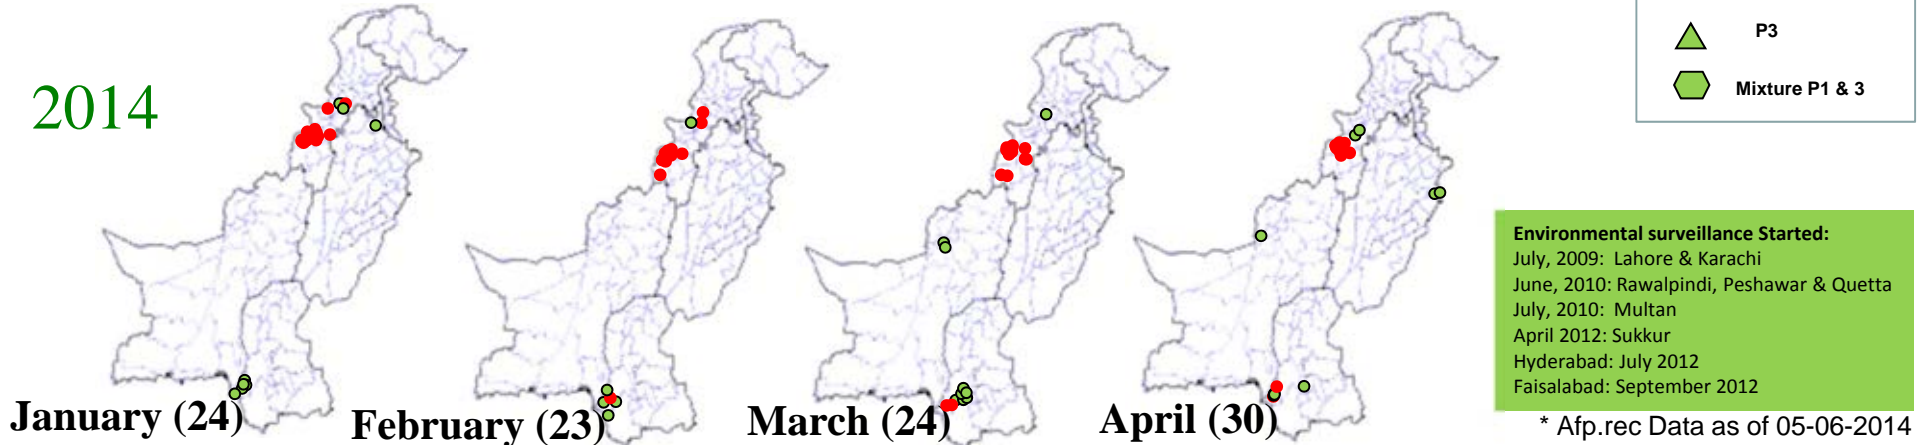 2014
January (24)
February (23)
March (24)
April (30)
P3
Mixture P1 & 3
Environmental surveillance Started:
July, 2009:  Lahore & Karachi
June, 2010: Rawalpindi, Peshawar & Quetta
July, 2010:  Multan
April 2012: Sukkur
Hyderabad: July 2012
Faisalabad: September 2012
* Afp.rec Data as of 05-06-2014